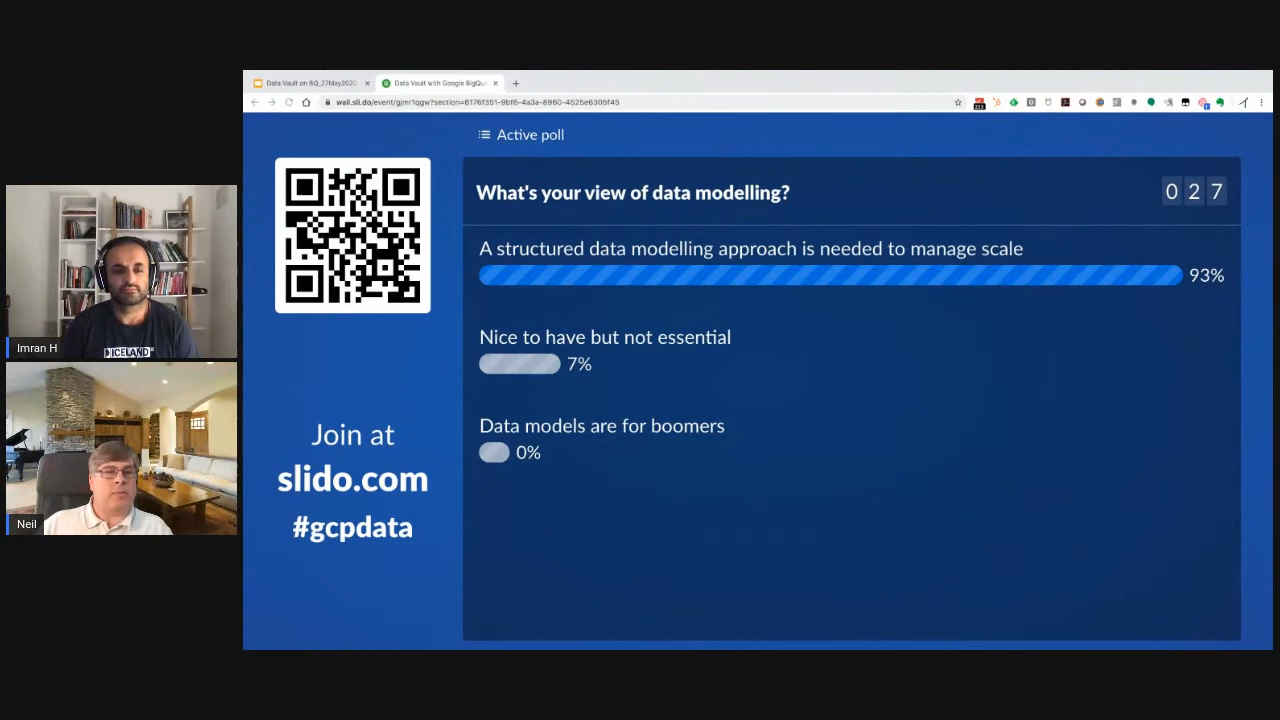 Data Vault on BQ_27May2020
Data Vault with Google BigQu
wall.sli.do/event/gjmr1qgw?section=6176f351-9bf6-4a3a-8960-4525e6305f45
Active poll
What's your view of data modelling?
027
A structured data modelling approach is needed to manage scale
93%
Nice to have but not essential
7%
Data models are for boomers
0%
Join at
slido.com
#gcpdata
Imran H
ICELAND
Neil